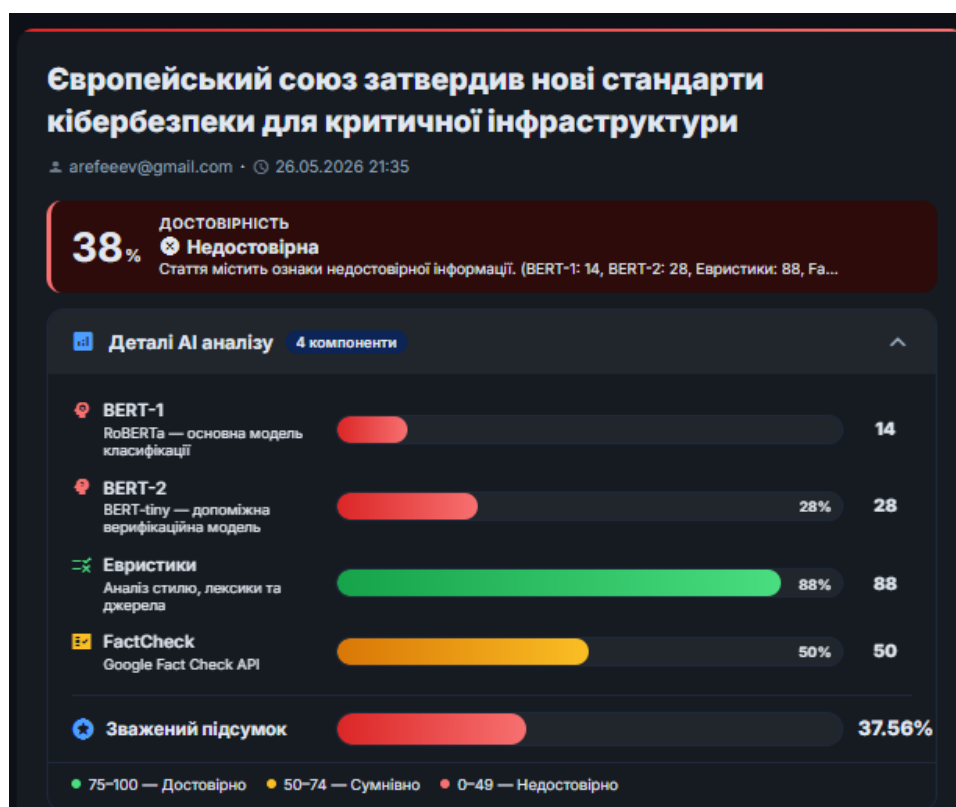 Європейський союз затвердив нові стандарти
кібербезпеки для критичної інфраструктури
arefeeev@gmail.com · 26.05.2026 21:35
38%
ДОСТОВІРНІСТЬ
Недостовірна
Стаття містить ознаки недостовірної інформації. (BERT-1: 14, BERT-2: 28, Евристики: 88, Fa...
Деталі AI аналізу 4 компоненти
BERT-1
RoBERTa — основна модель
класифікації
14
BERT-2
BERT-tiny — допоміжна
верифікаційна модель
28% 28
Евристики
Аналіз стилю, лексики та
джерела
88% 88
FactCheck
Google Fact Check API
50% 50
Зважений підсумок 37.56%
75–100 — Достовірно 50–74 — Сумнівно 0–49 — Недостовірно